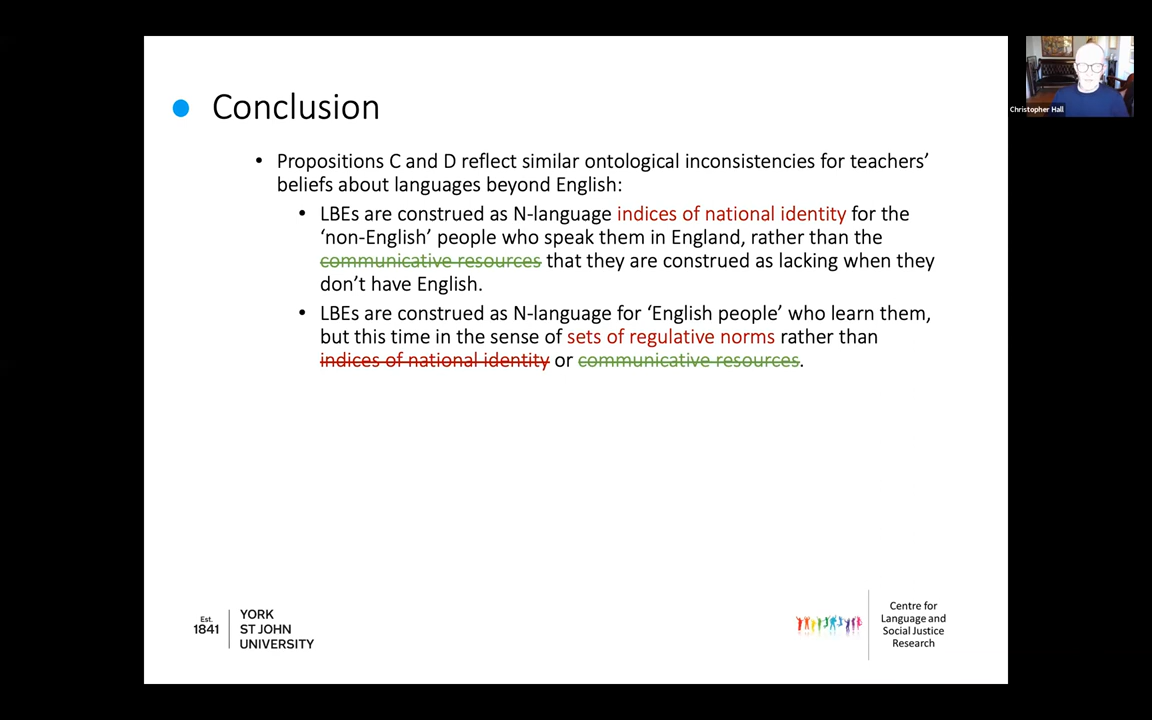 Conclusion
• Propositions C and D reflect similar ontological inconsistencies for teachers’
beliefs about languages beyond English:
• LBEs are construed as N-language indices of national identity for the
‘non-English’ people who speak them in England, rather than the
communicative resources that they are construed as lacking when they
don’t have English.
• LBEs are construed as N-language for ‘English people’ who learn them,
but this time in the sense of sets of regulative norms rather than
indices of national identity or communicative resources.
Est.
1841
YORK
ST JOHN
UNIVERSITY
Centre for
Language and
Social Justice
Research
Christopher Hall